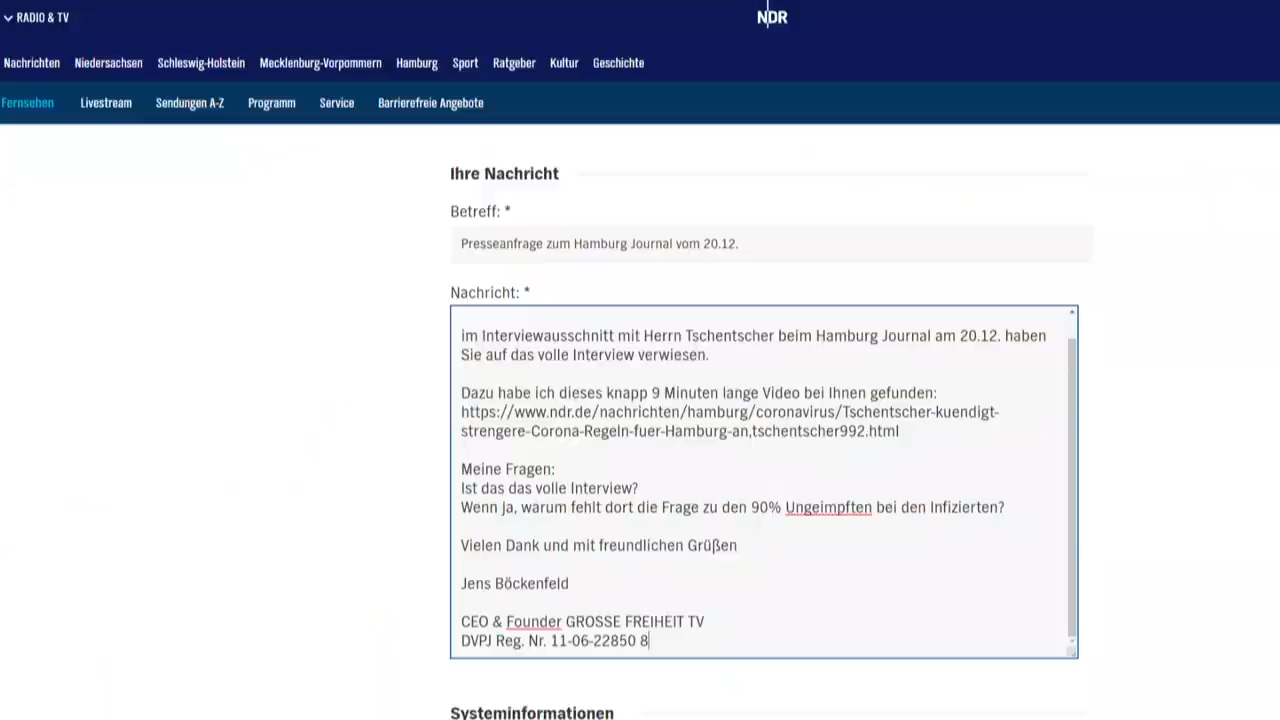 RADIO & TV
NDR
Nachrichten Niedersachsen Schleswig-Holstein Mecklenburg-Vorpommern Hamburg Sport Ratgeber Kultur Geschichte
Fernsehen Livestream Sendungen A-Z Programm Service Barrierefreie Angebote
Ihre Nachricht
Betreff: *
Presseanfrage zum Hamburg Journal vom 20.12.
Nachricht: *
im Interviewausschnitt mit Herrn Tschentscher beim Hamburg Journal am 20.12. haben
Sie auf das volle Interview verwiesen.
Dazu habe ich dieses knapp 9 Minuten lange Video bei Ihnen gefunden:
https://www.ndr.de/nachrichten/hamburg/coronavirus/Tschentscher-kuendigt-
strengere-Corona-Regeln-fuer-Hamburg-an,tschentscher992.html
Meine Fragen:
Ist das das volle Interview?
Wenn ja, warum fehlt dort die Frage zu den 90% Ungeimpften bei den Infizierten?
Vielen Dank und mit freundlichen Grüßen
Jens Böckenfeld
CEO & Founder GROSSE FREIHEIT TV
DVPJ Reg. Nr. 11-06-22850 8
Systeminformationen